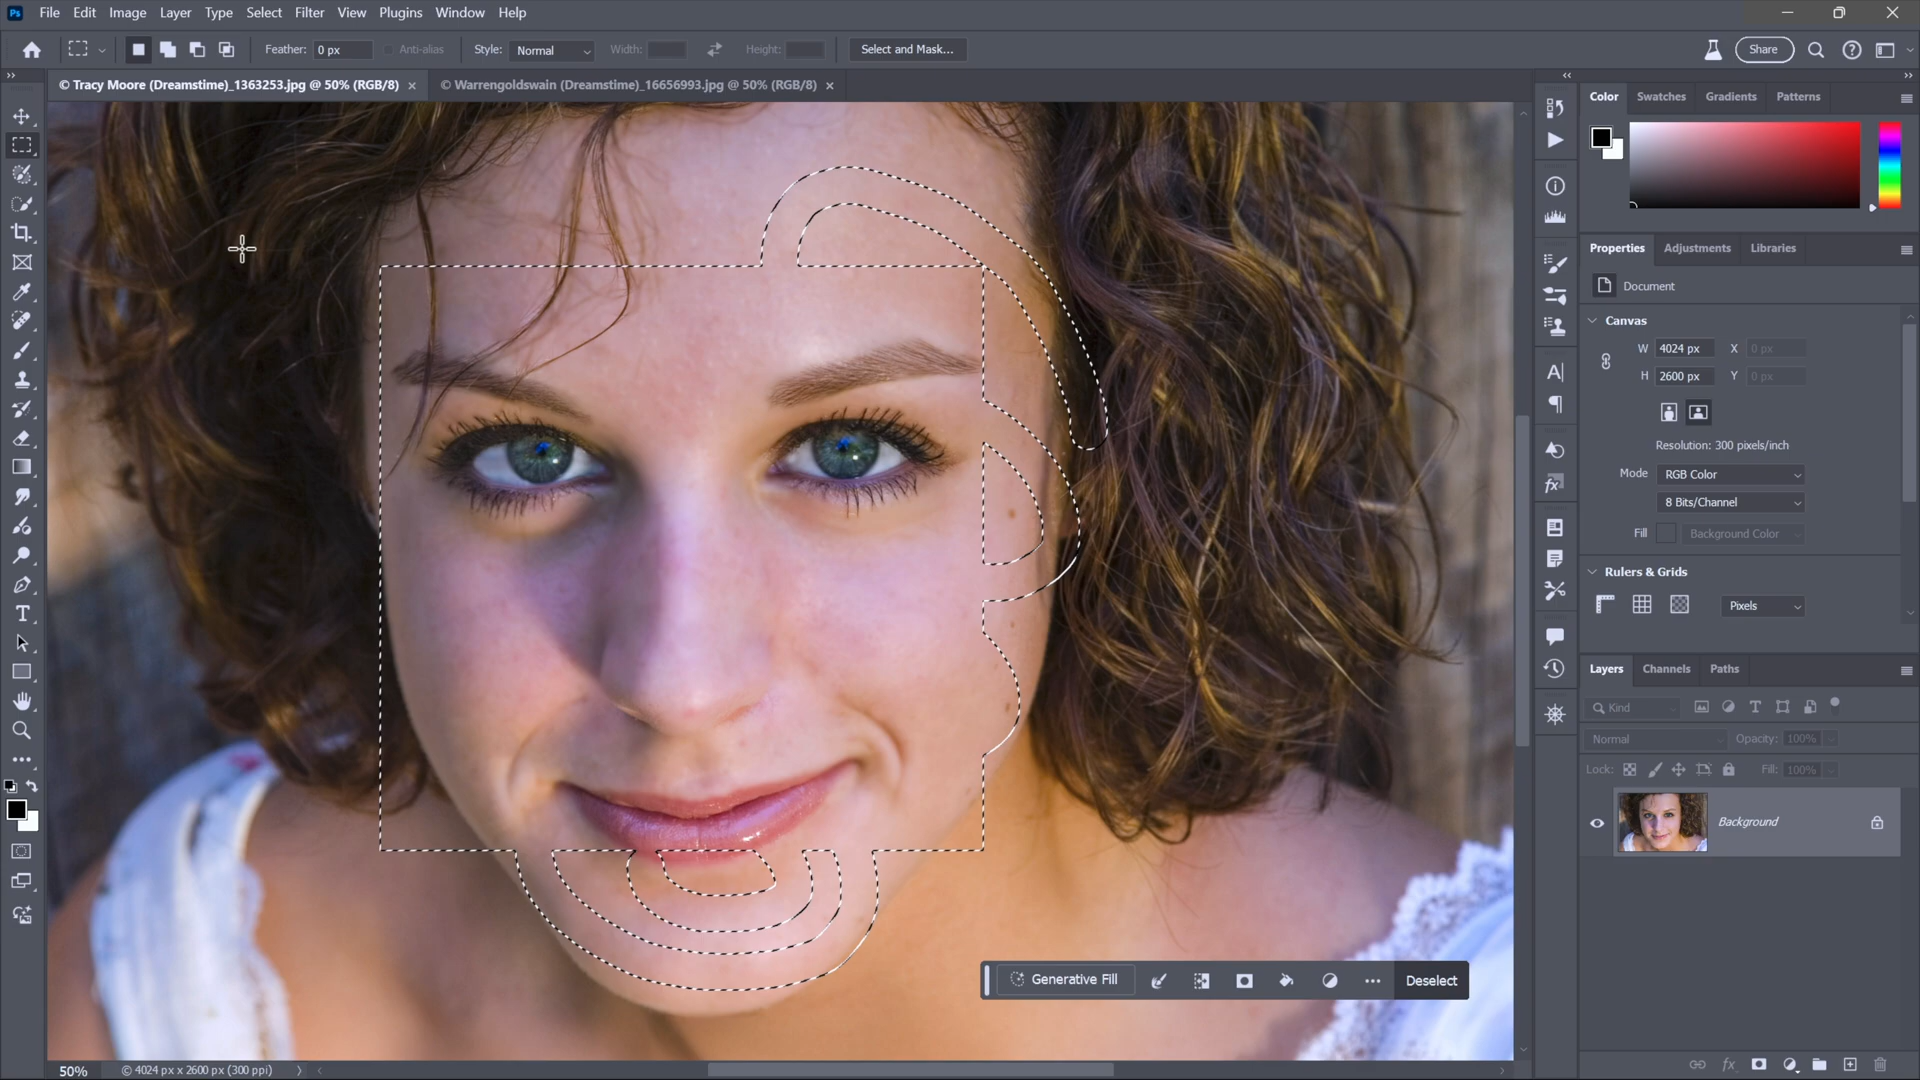 Ps File Edit Image Layer Type Select Filter View Plugins Window Help
Feather: 0 px Anti-alias Style: Normal Width: Height: Select and Mask... Share
© Tracy Moore (Dreamstime)_1363253.jpg @ 50% (RGB/8) × © Warrengoldswain (Dreamstime)_16656993.jpg @ 50% (RGB/8) ×
Color Swatches Gradients Patterns
Properties Adjustments Libraries
Document
Canvas
W 4024 px X 0 px
H 2600 px Y 0 px
Resolution: 300 pixels/inch
Mode RGB Color
8 Bits/Channel
Fill Background Color
Rulers & Grids
Pixels
Layers Channels Paths
Kind
Normal Opacity: 100%
Lock: Fill: 100%
Background
Generative Fill Deselect
50% © 4024 px x 2600 px (300 ppi)